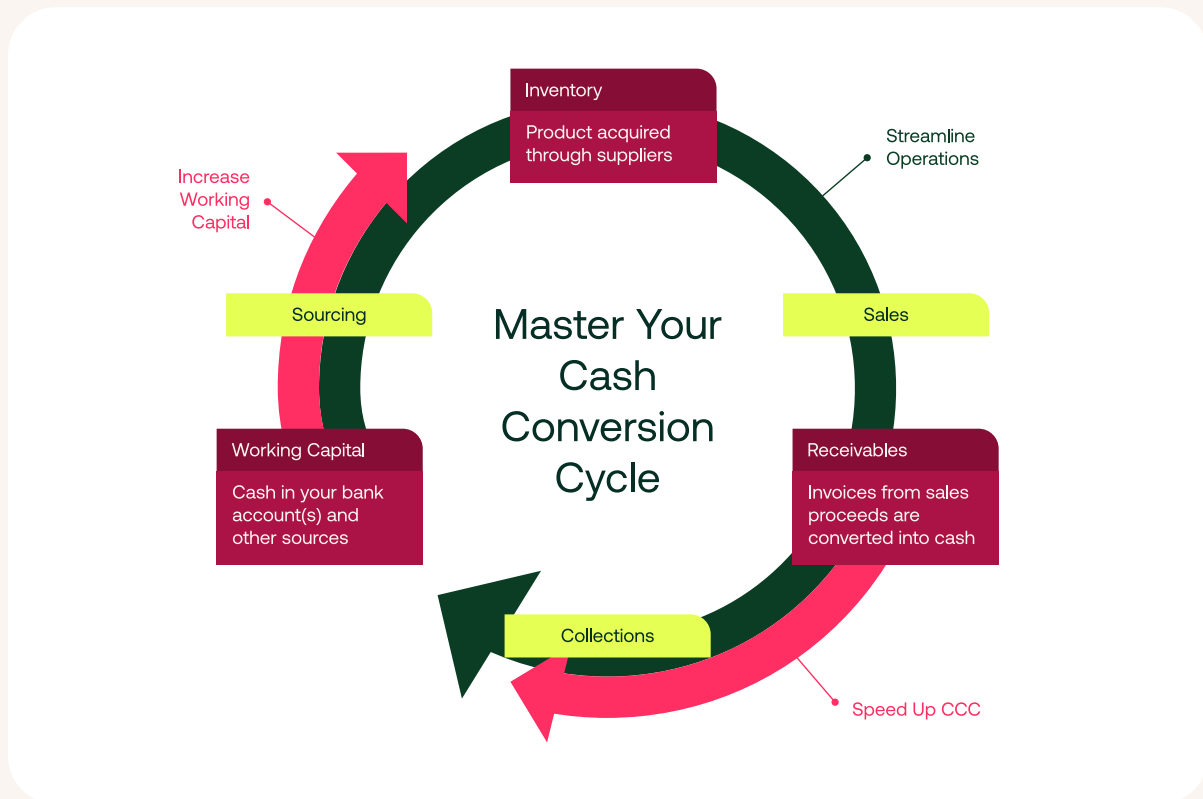 Inventory
Product acquired
through suppliers
Streamline
Operations
Increase
Working
Capital
Sourcing
Sales
Master Your
Cash
Conversion
Cycle
Working Capital
Cash in your bank
account(s) and
other sources
Receivables
Invoices from sales
proceeds are
converted into cash
Collections
Speed Up CCC